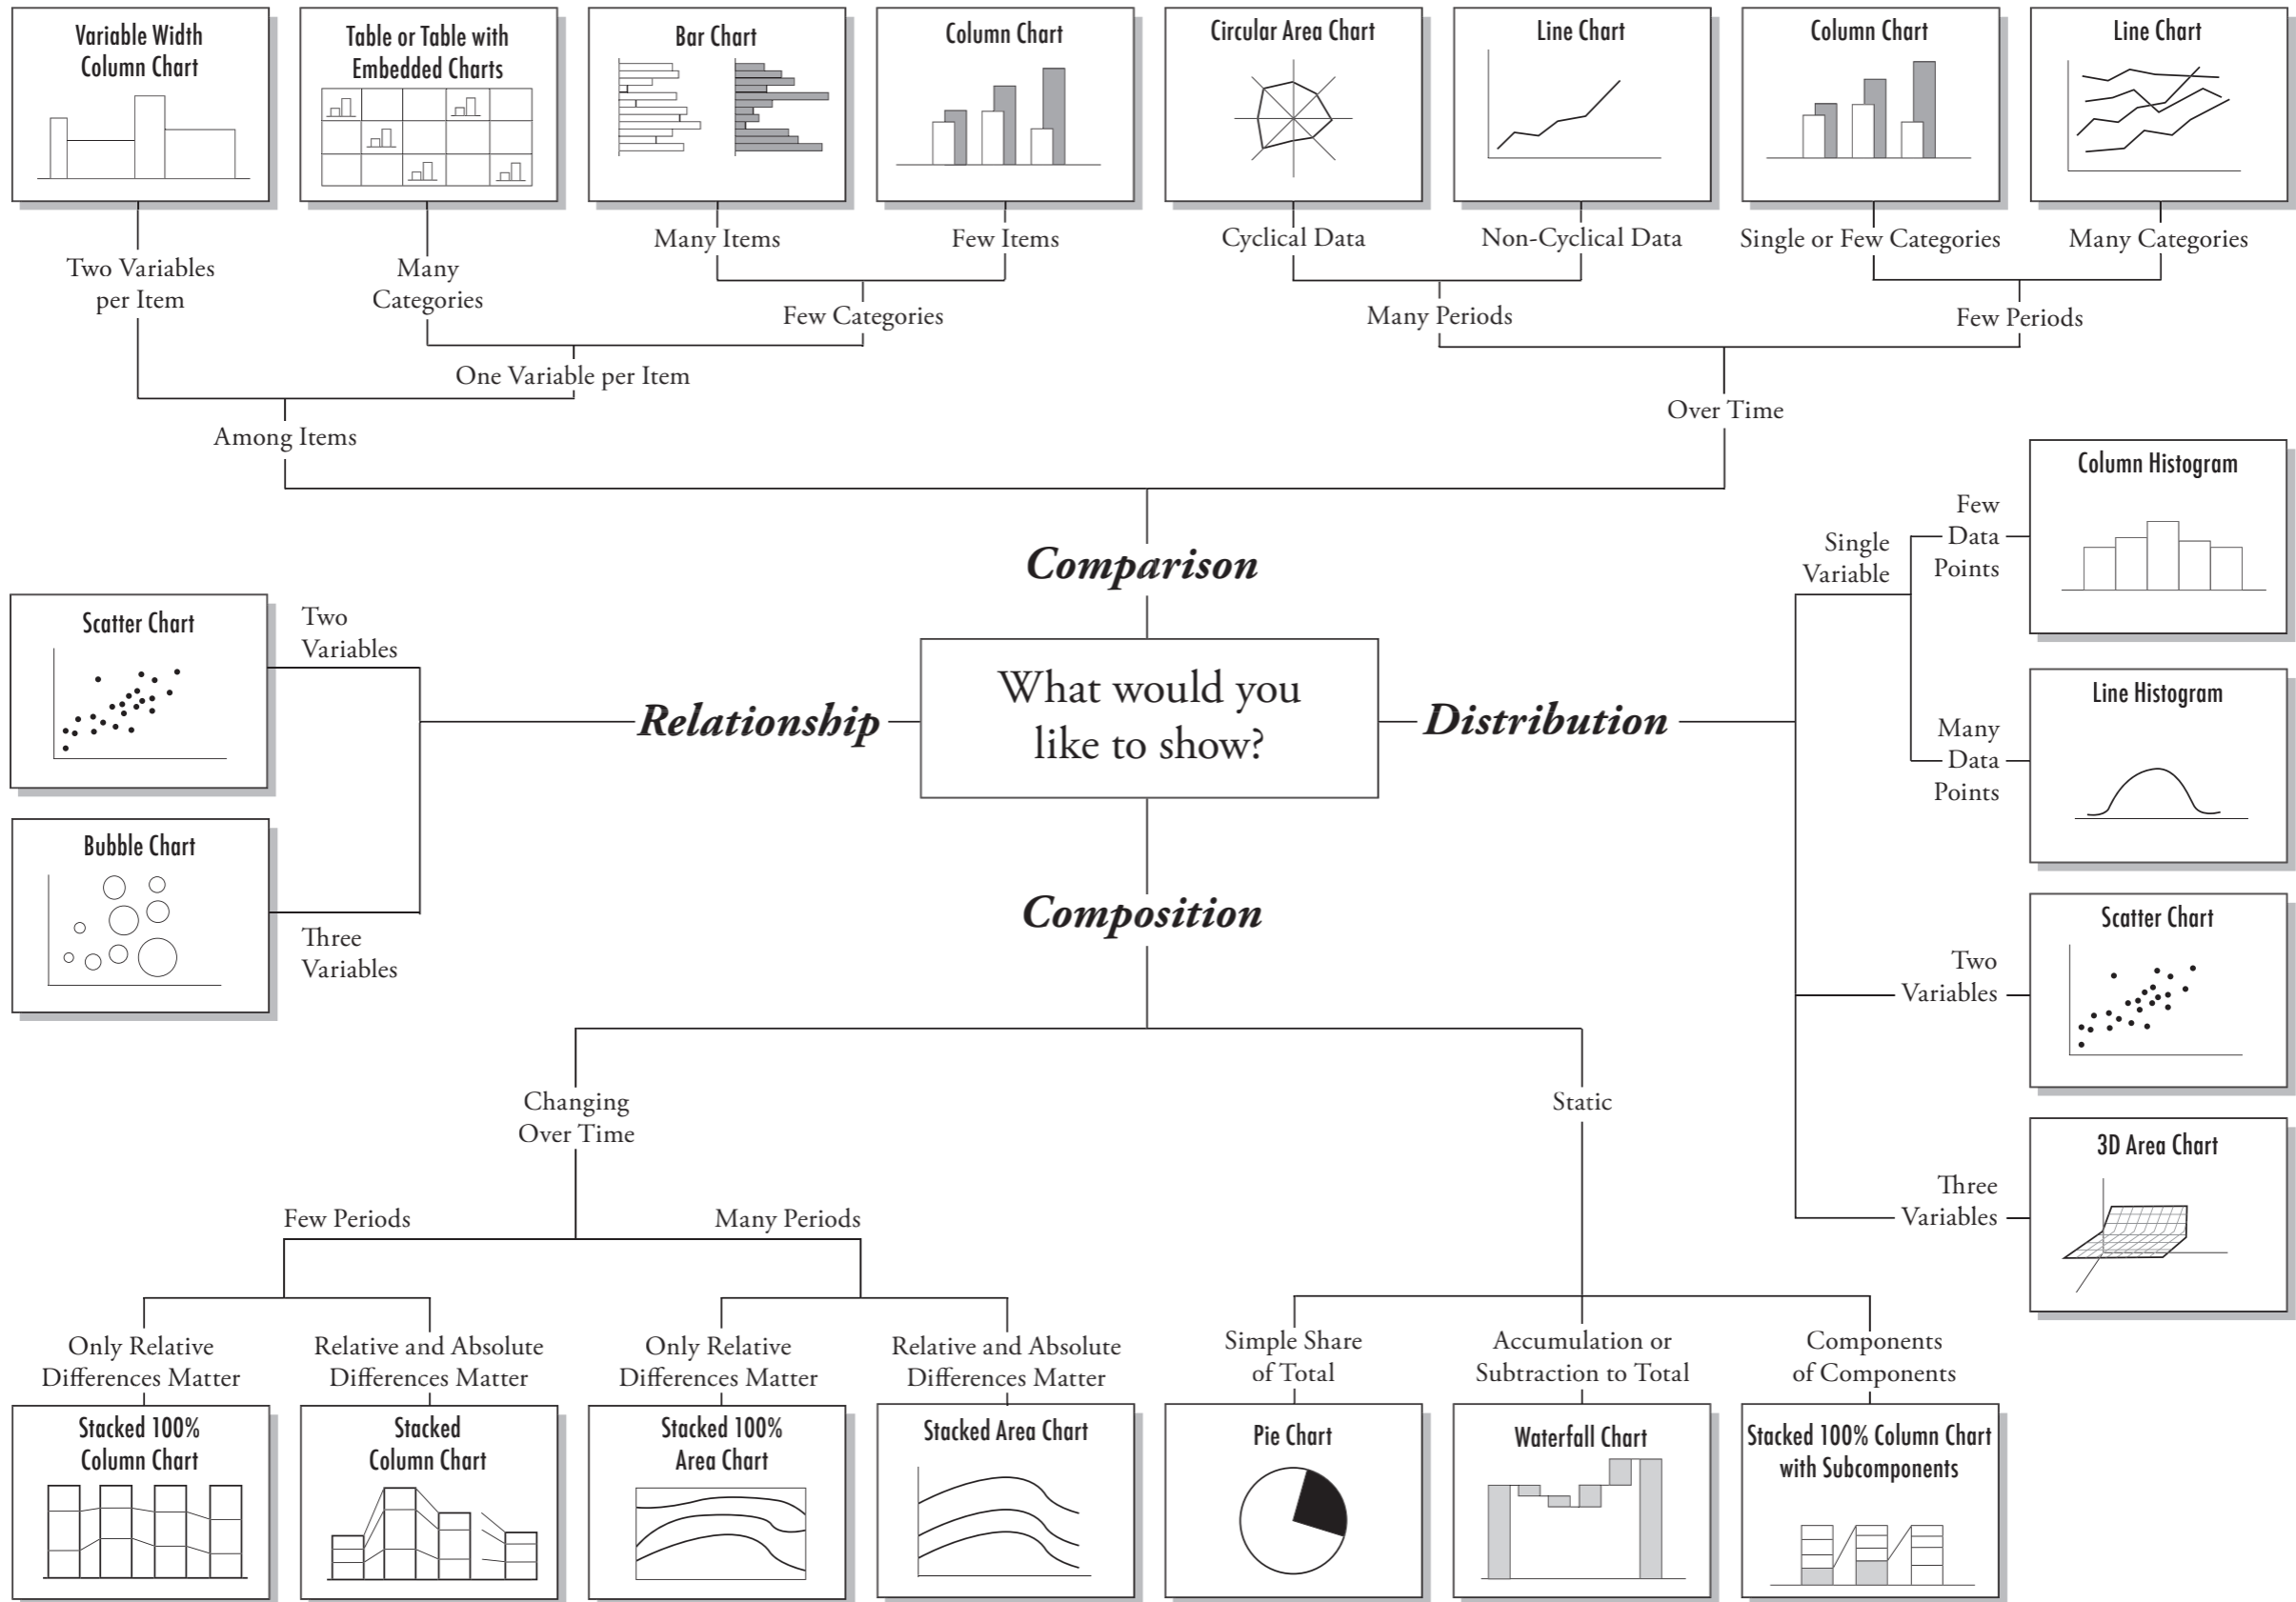 Variable Width
Column Chart
Table or Table with
Embedded Charts
Bar Chart
Column Chart
Circular Area Chart
Line Chart
Column Chart
Line Chart
Two Variables
per Item
Many
Categories
Many Items
Few Items
Cyclical Data
Non-Cyclical Data
Single or Few Categories
Many Categories
Few Categories
Many Periods
Few Periods
One Variable per Item
Among Items
Over Time
Comparison
Relationship
What would you
like to show?
Distribution
Composition
Two
Variables
Scatter Chart
Three
Variables
Bubble Chart
Single
Variable
Few
Data
Points
Column Histogram
Many
Data
Points
Line Histogram
Two
Variables
Scatter Chart
Three
Variables
3D Area Chart
Changing
Over Time
Static
Few Periods
Many Periods
Only Relative
Differences Matter
Relative and Absolute
Differences Matter
Only Relative
Differences Matter
Relative and Absolute
Differences Matter
Simple Share
of Total
Accumulation or
Subtraction to Total
Components
of Components
Stacked 100%
Column Chart
Stacked
Column Chart
Stacked 100%
Area Chart
Stacked Area Chart
Pie Chart
Waterfall Chart
Stacked 100% Column Chart
with Subcomponents